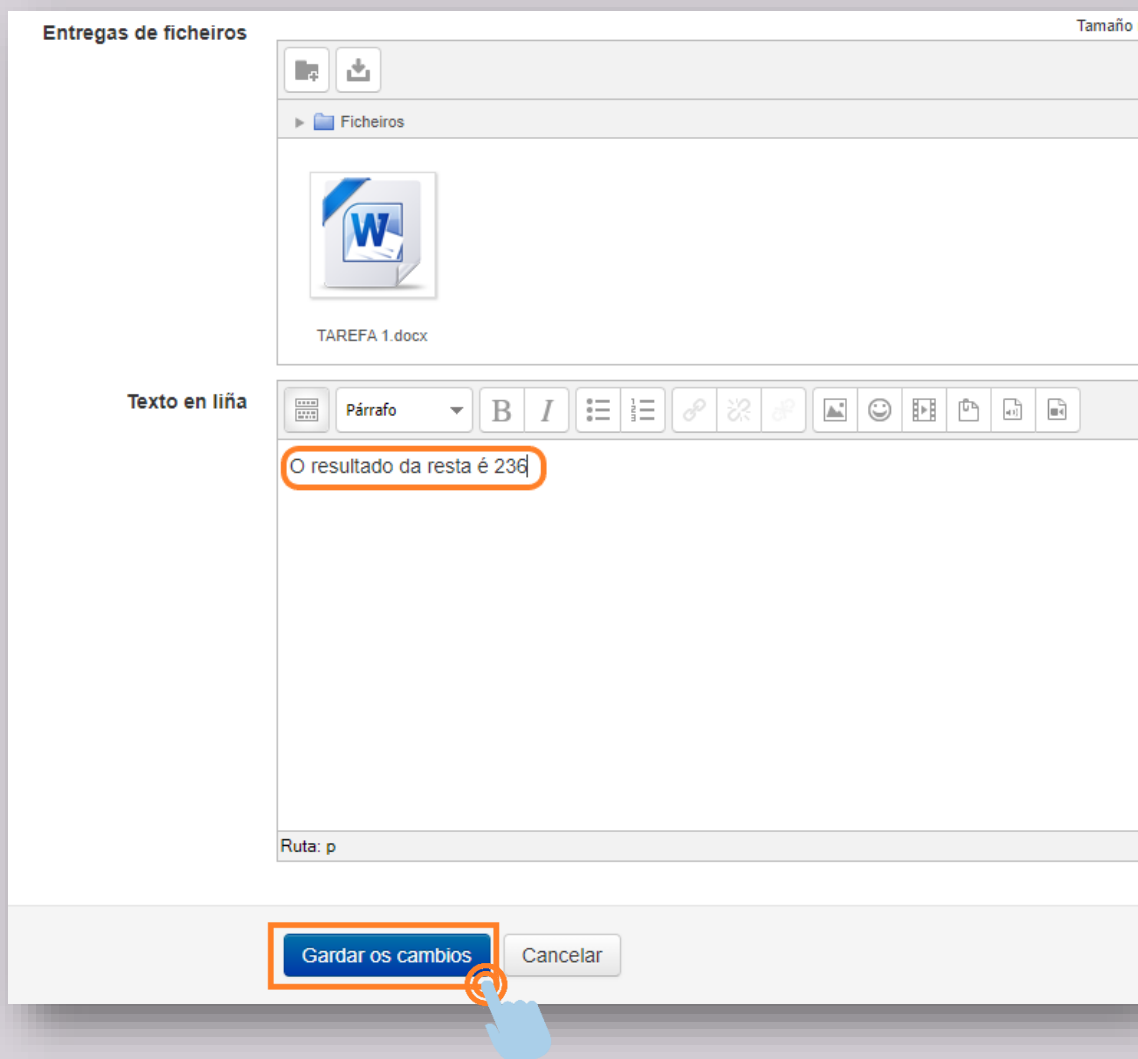 Entregas de ficheiros
Tamaño
Ficheiros
W
TAREFA 1.docx
Texto en liña
Párrafo
B I
O resultado da resta é 236
Ruta: p
Gardar os cambios
Cancelar